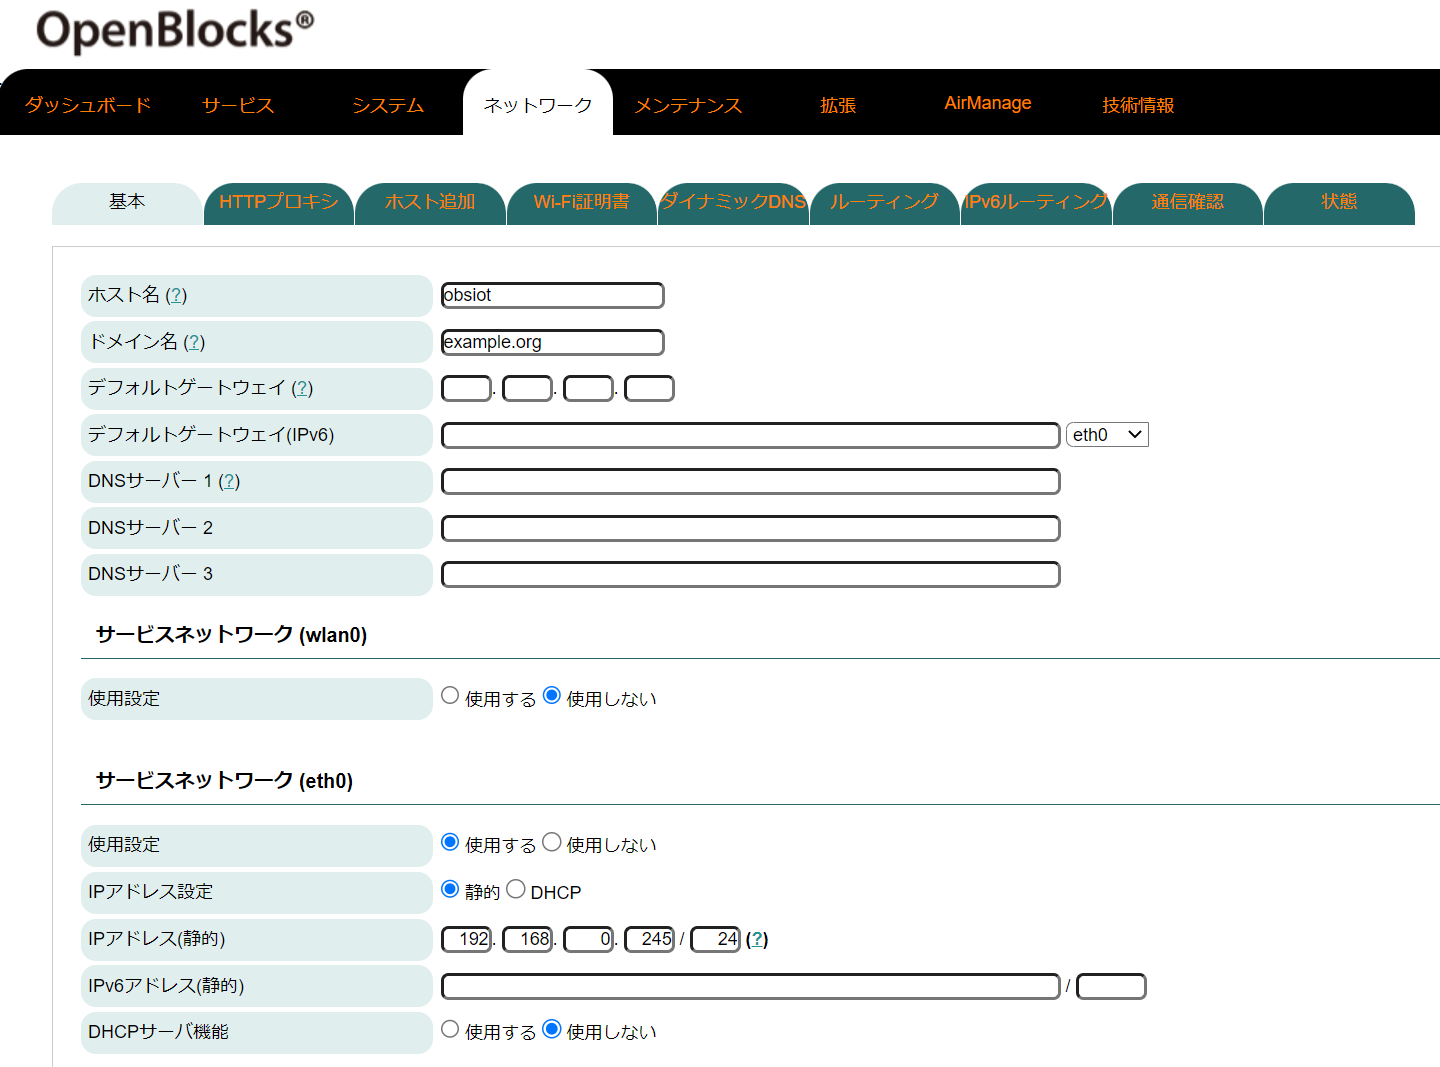 OpenBlocks®
ダッシュボード サービス システム ネットワーク メンテナンス 拡張 AirManage 技術情報
基本 HTTPプロキシ ホスト追加 Wi-FI証明書 ダイナミックDNS ルーティング IPv6ルーティング 通信確認 状態
ホスト名 (?) obsiot
ドメイン名 (?) example.org
デフォルトゲートウェイ (?) . . .
デフォルトゲートウェイ(IPv6) eth0
DNSサーバー 1 (?)
DNSサーバー 2
DNSサーバー 3
サービスネットワーク (wlan0)
使用設定 使用する 使用しない
サービスネットワーク (eth0)
使用設定 使用する 使用しない
IPアドレス設定 静的 DHCP
IPアドレス(静的) 192. 168. 0. 245 / 24 (?)
IPv6アドレス(静的) /
DHCPサーバ機能 使用する 使用しない